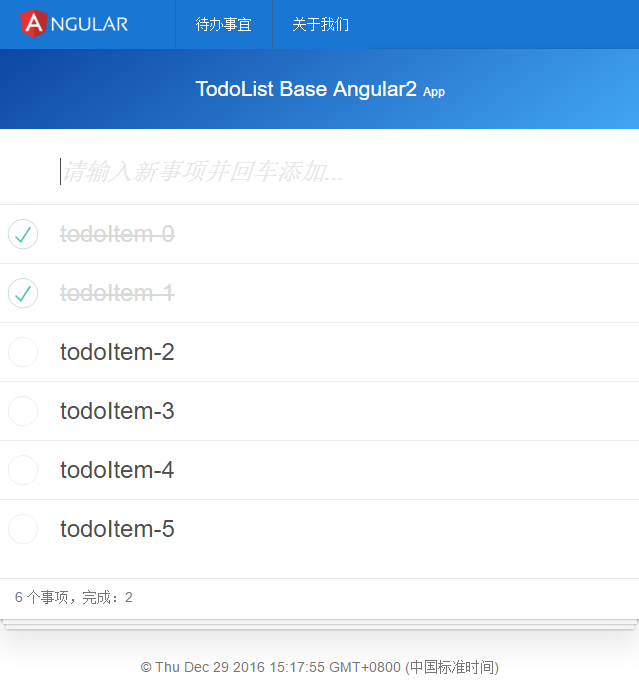 ANGULAR 待办事宜 关于我们
TodoList Base Angular2 App
请输入新事项并回车添加...
todoItem-0
todoItem-1
todoItem-2
todoItem-3
todoItem-4
todoItem-5
6 个事项，完成：2
© Thu Dec 29 2016 15:17:55 GMT+0800 (中国标准时间)